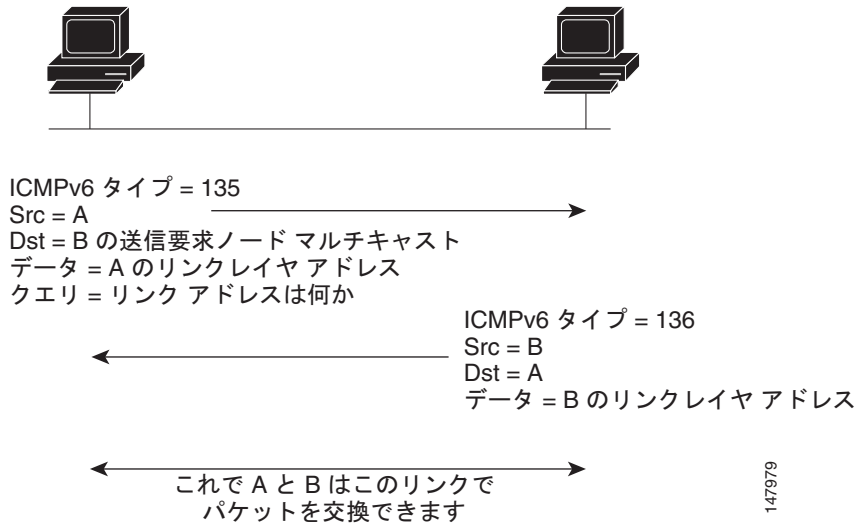 ICMPv6 タイプ = 135
Src = A
Dst = B の送信要求ノード マルチキャスト
データ = A のリンクレイヤ アドレス
クエリ = リンク アドレスは何か
ICMPv6 タイプ = 136
Src = B
Dst = A
データ = B のリンクレイヤ アドレス
これで A と B はこのリンクで
パケットを交換できます
147979